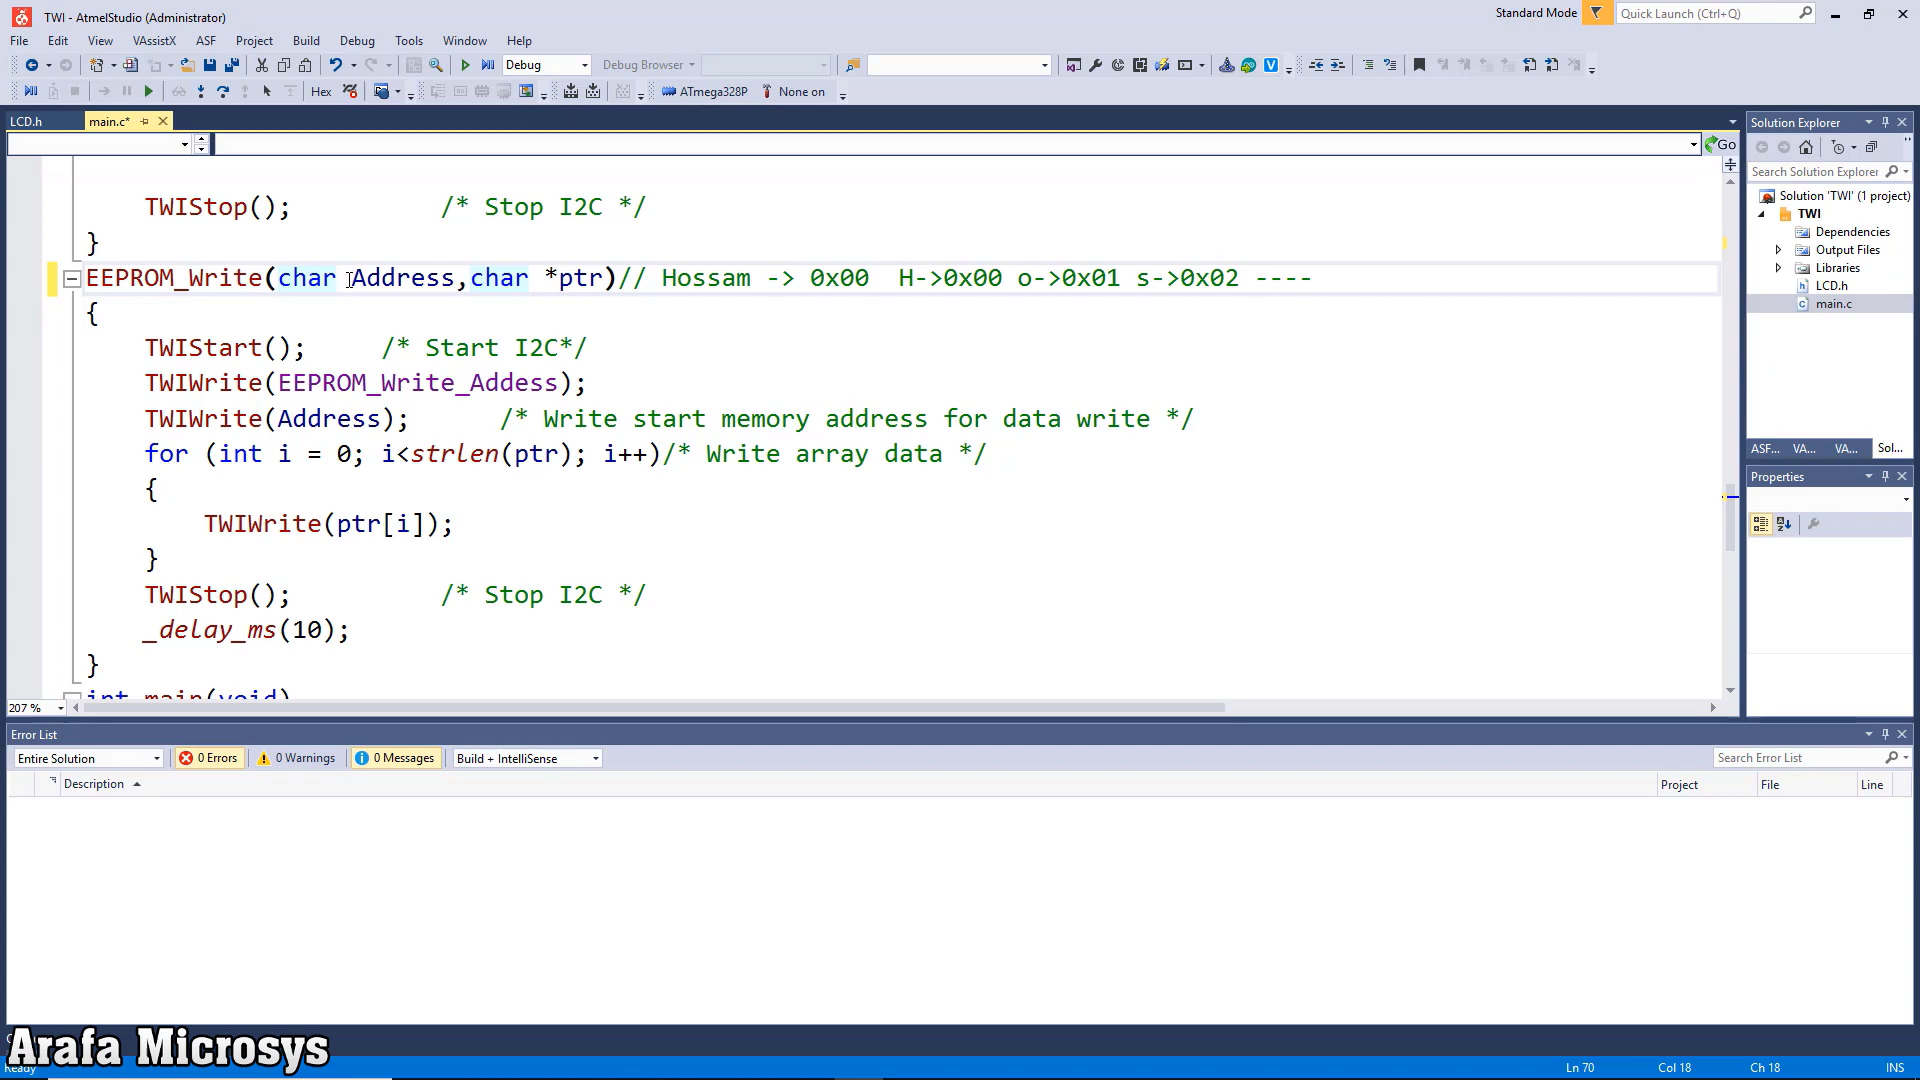 TWI - AtmelStudio (Administrator)
Standard Mode
Quick Launch (Ctrl+Q)
File Edit View VAssistX ASF Project Build Debug Tools Window Help
Debug
Debug Browser
Hex
ATmega328P
None on
LCD.h
main.c*
Go
TWIStop(); /* Stop I2C */
}
EEPROM_Write(char Address,char *ptr)// Hossam -> 0x00 H->0x00 o->0x01 s->0x02 ----
{
TWIStart(); /* Start I2C*/
TWIWrite(EEPROM_Write_Addess);
TWIWrite(Address); /* Write start memory address for data write */
for (int i = 0; i<strlen(ptr); i++)/* Write array data */
{
TWIWrite(ptr[i]);
}
TWIStop(); /* Stop I2C */
_delay_ms(10);
}
int main(void)
207 %
Solution Explorer
Search Solution Explorer
Solution 'TWI' (1 project)
TWI
Dependencies
Output Files
Libraries
LCD.h
main.c
ASF... VA... VA... Sol...
Properties
Error List
Entire Solution
0 Errors
0 Warnings
0 Messages
Build + IntelliSense
Search Error List
Description
Project
File
Line
Arafa Microsys
Ready
Ln 70
Col 18
Ch 18
INS